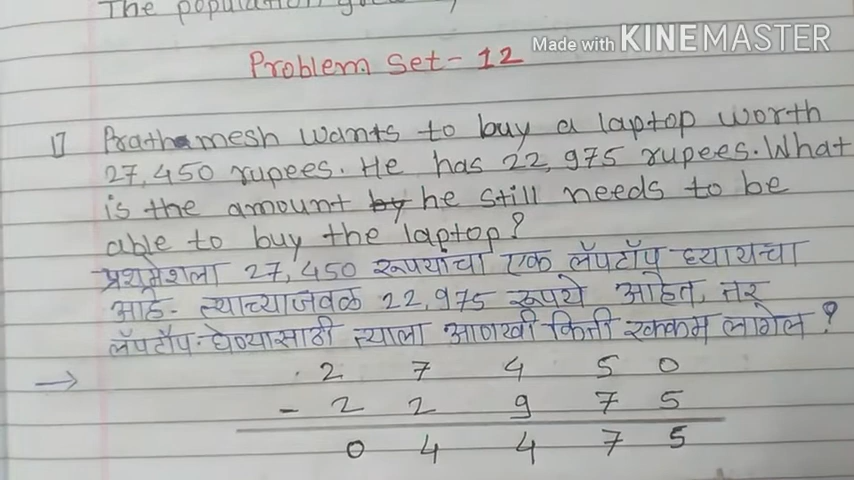 The population
Made with KINEMASTER
Problem Set - 12
1] Prathamesh wants to buy a laptop worth
27,450 rupees. He has 22,975 rupees. What
is the amount by he still needs to be
able to buy the laptop?
प्रथमेशला 27,450 रूपयांचा एक लॅपटॉप घ्यायचा
आहे. त्याच्याजवळ 22,975 रूपये आहेत, तर
लॅपटॉप घेण्यासाठी त्याला आणखी किती रक्कम लागेल?
→ 2 7 4 5 0
- 2 2 9 7 5
0 4 4 7 5